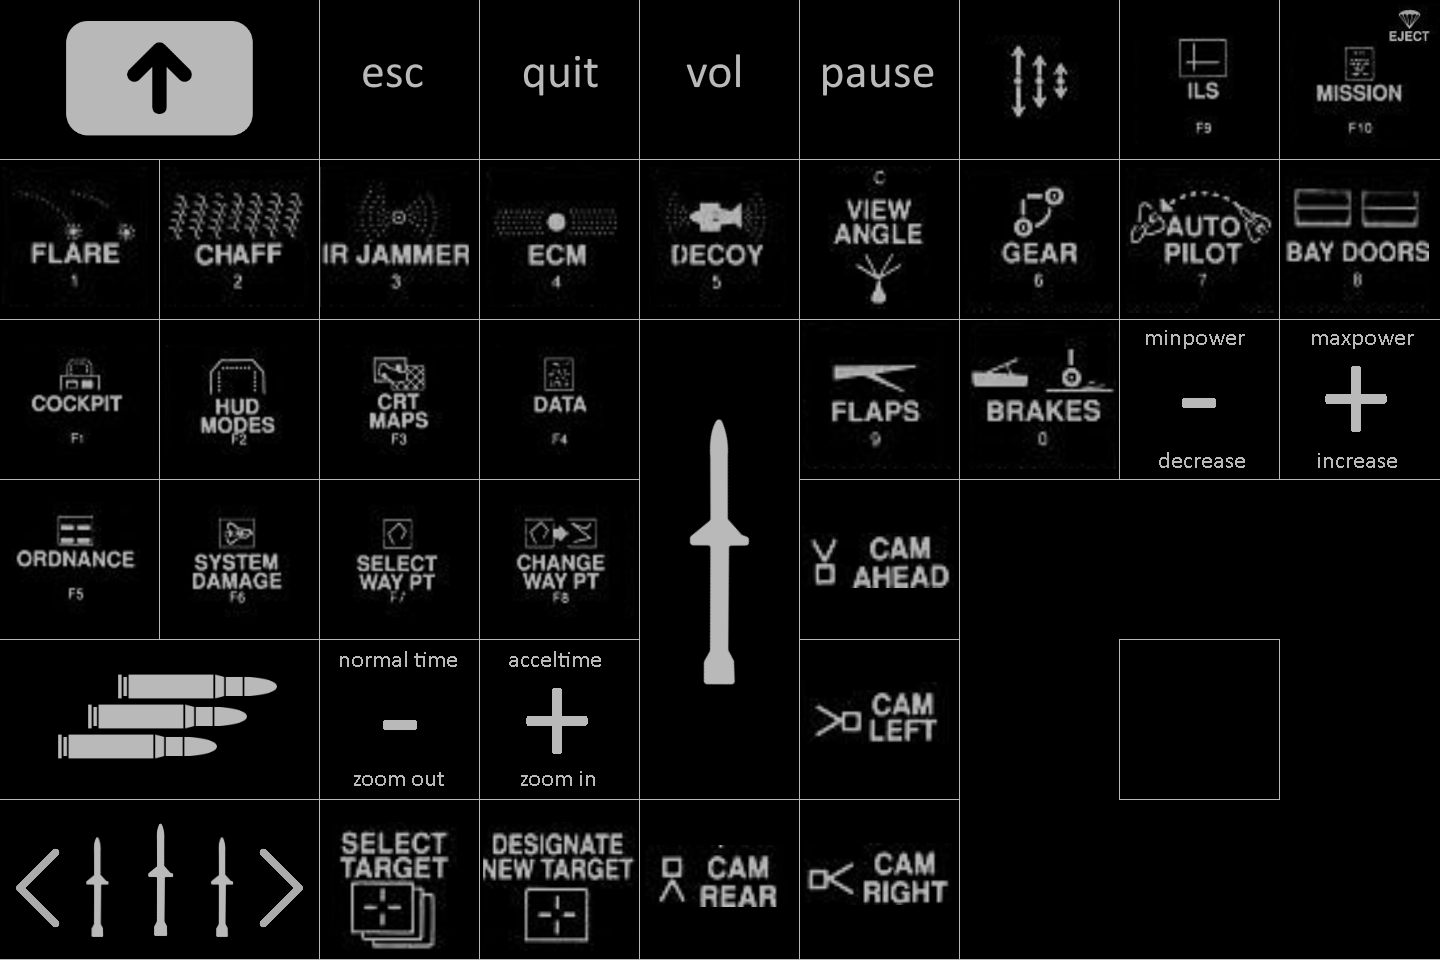 esc
quit
vol
pause
ILS
F9
EJECT
MISSION
F10
FLARE
1
CHAFF
2
IR JAMMER
3
ECM
4
DECOY
5
C
VIEW
ANGLE
GEAR
6
AUTO
PILOT
7
BAY DOORS
8
COCKPIT
F1
HUD
MODES
F2
CRT
MAPS
F3
DATA
F4
FLAPS
9
BRAKES
0
minpower
-
decrease
maxpower
+
increase
ORDNANCE
F5
SYSTEM
DAMAGE
F6
SELECT
WAY PT
F7
CHANGE
WAY PT
F8
CAM
AHEAD
normal time
-
zoom out
acceltime
+
zoom in
CAM
LEFT
SELECT
TARGET
DESIGNATE
NEW TARGET
CAM
REAR
CAM
RIGHT